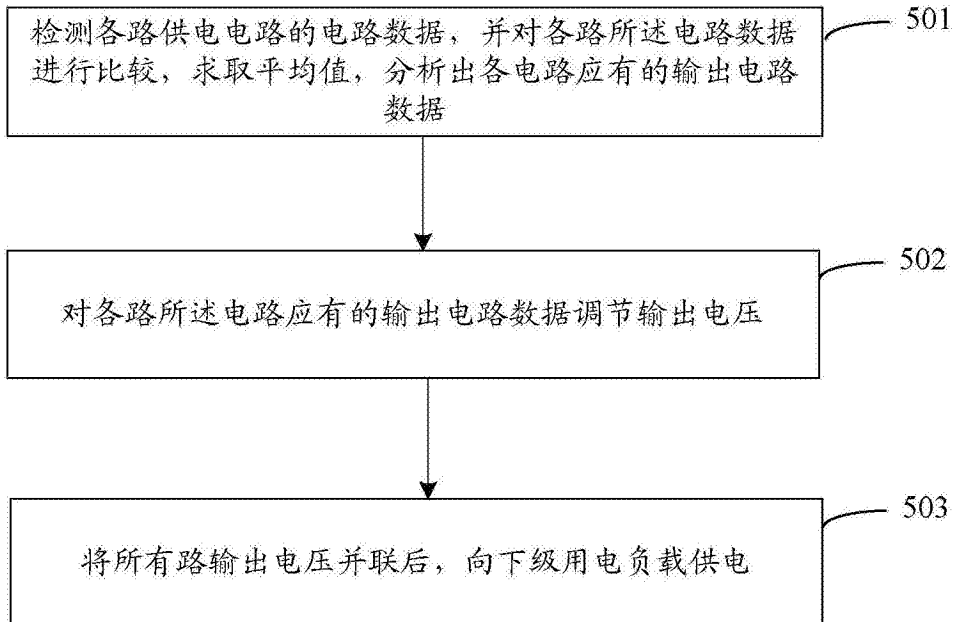 检测各路供电电路的电路数据，并对各路所述电路数据
进行比较，求取平均值，分析出各电路应有的输出电路
数据
501
对各路所述电路应有的输出电路数据调节输出电压
502
将所有路输出电压并联后，向下级用电负载供电
503